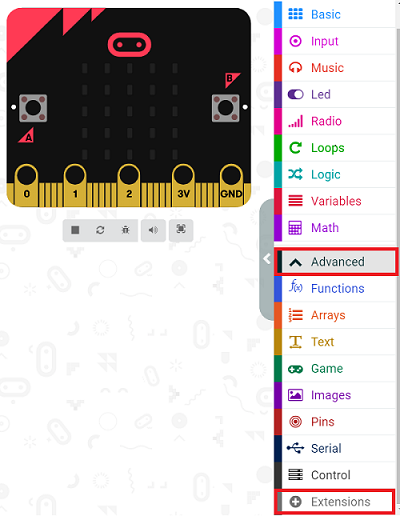 B
A
0 1 2 3V GND
Basic
Input
Music
Led
Radio
Loops
Logic
Variables
Math
Advanced
f(x) Functions
Arrays
Text
Game
Images
Pins
Serial
Control
Extensions